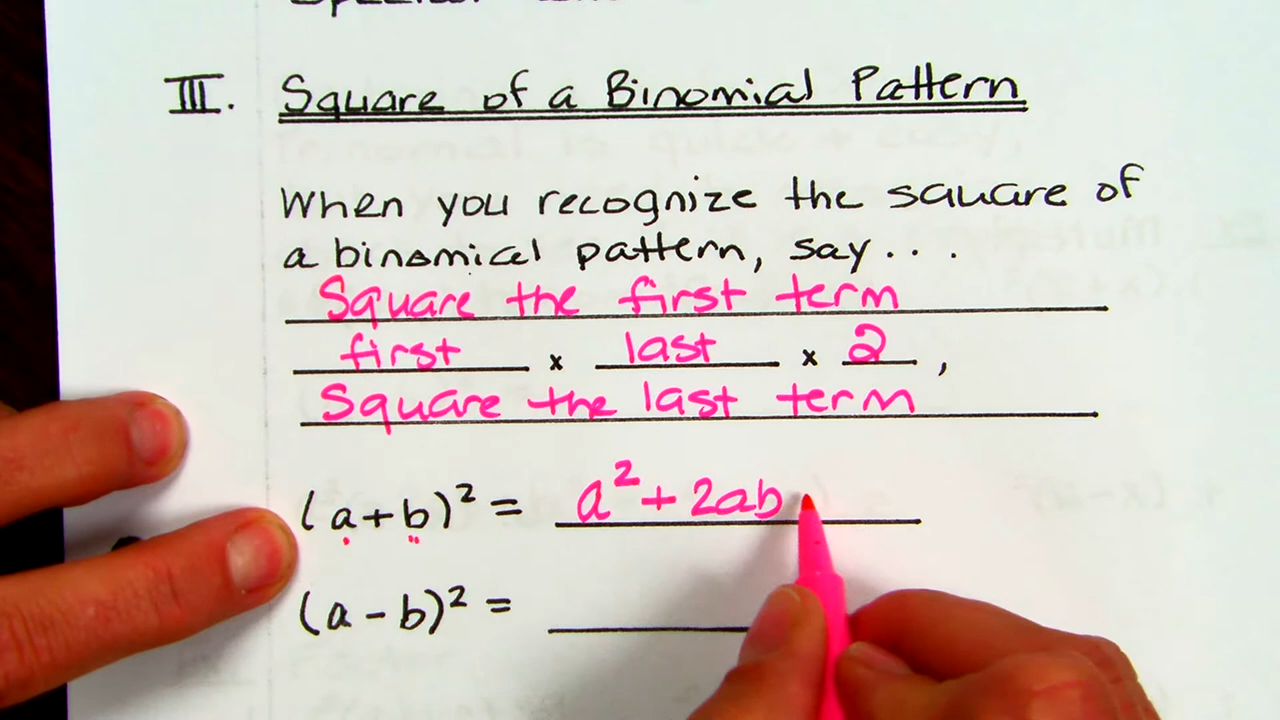 III. Square of a Binomial Pattern
When you recognize the square of
a binomial pattern, say...
Square the first term
first x last x 2,
Square the last term
(a+b)² = a² + 2ab
(a-b)² =